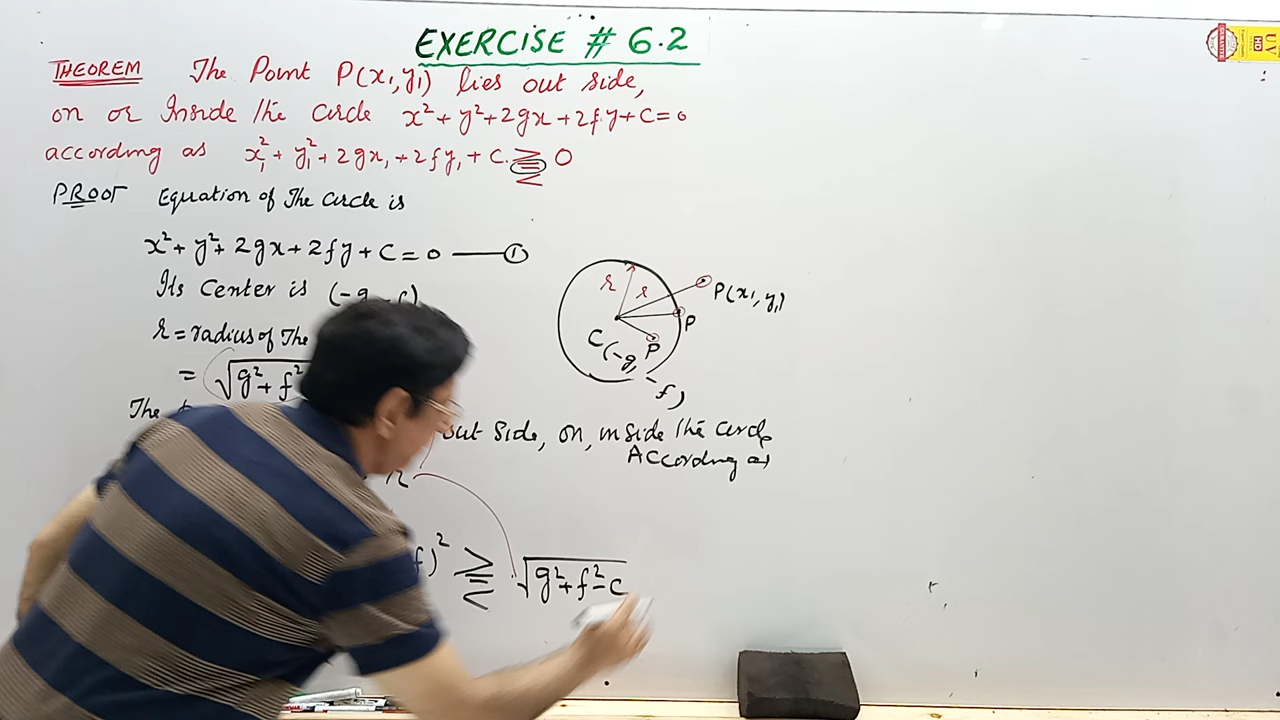 EXERCISE # 6.2
THEOREM The Point P(x₁,y₁) lies out side,
on or Inside the circle x²+y²+2gx+2fy+C=0
according as x₁²+y₁²+2gx₁+2fy₁+C ⪌ 0
PROOF Equation of The circle is
x²+y²+2gx+2fy+C=0 —— ①
Its Center is (-g
r = radius of The
= √g²+f²
The
out side, on, inside the circle
According as
r
f)² ⪌ √g²+f²-c
r
r
P(x₁,y₁)
P
P
C(-g,
-f)
UV
HD